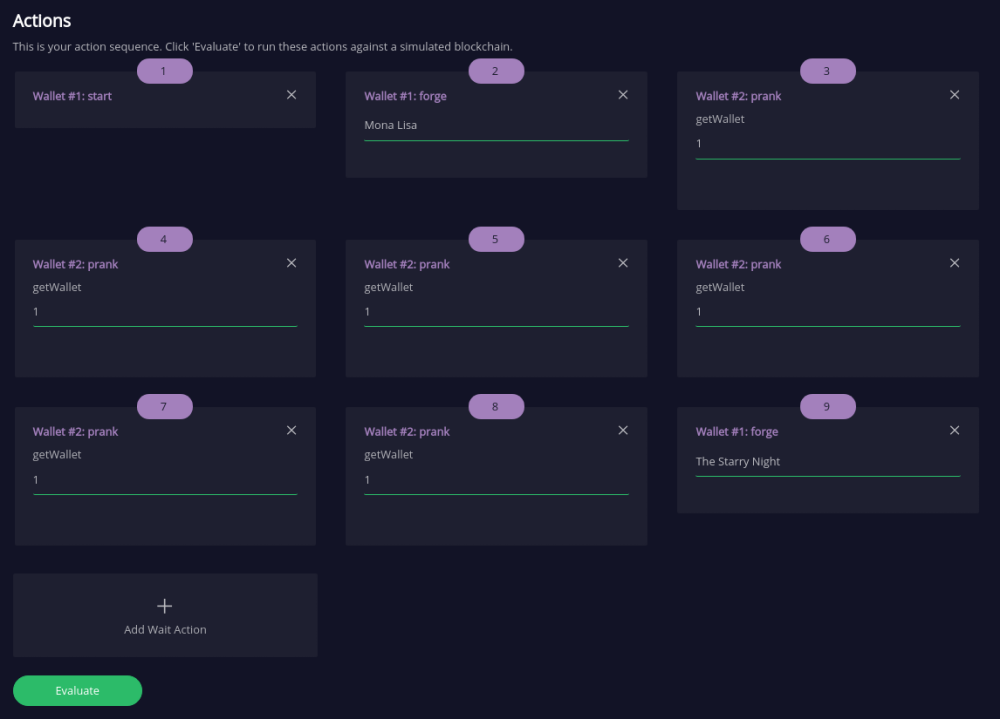 Actions
This is your action sequence. Click 'Evaluate' to run these actions against a simulated blockchain.
1
Wallet #1: start
2
Wallet #1: forge
Mona Lisa
3
Wallet #2: prank
getWallet
1
4
Wallet #2: prank
getWallet
1
5
Wallet #2: prank
getWallet
1
6
Wallet #2: prank
getWallet
1
7
Wallet #2: prank
getWallet
1
8
Wallet #2: prank
getWallet
1
9
Wallet #1: forge
The Starry Night
Add Wait Action
Evaluate